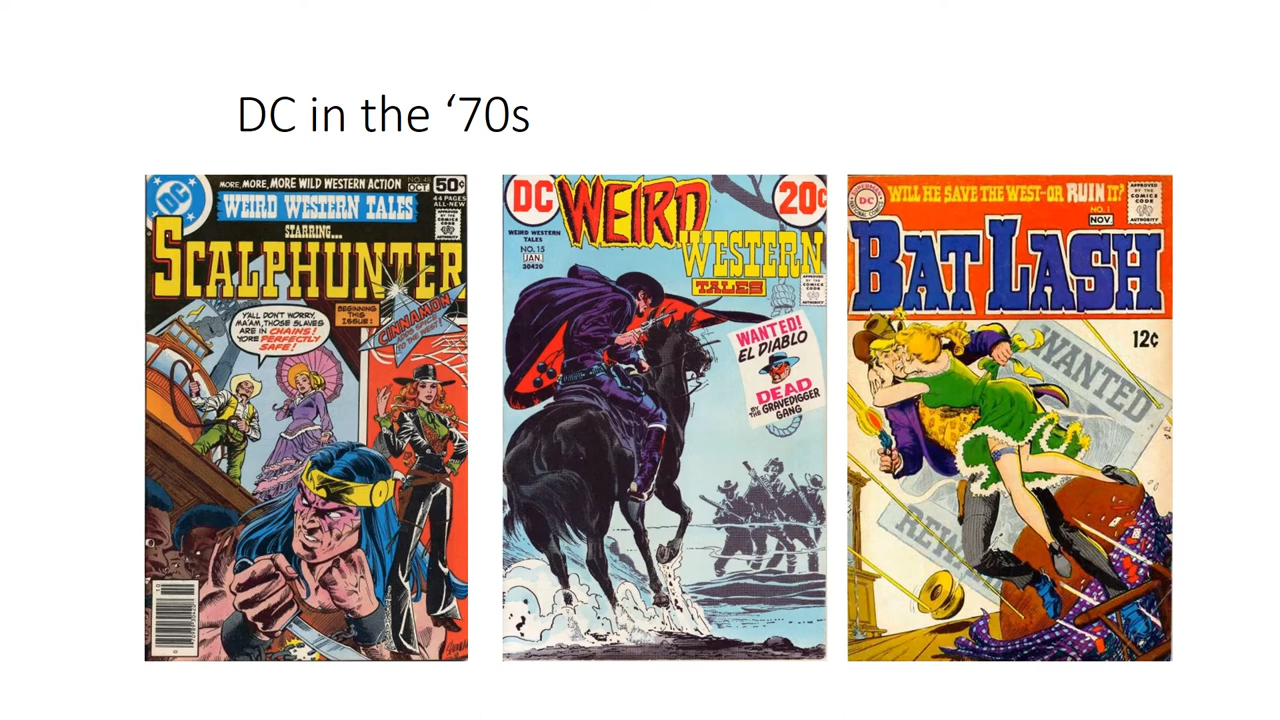 DC in the ‘70s
DC
MORE, MORE, MORE WILD WESTERN ACTION
NO. 48
OCT.
50¢
44 PAGES
ALL-NEW
WEIRD WESTERN TALES
APPROVED
BY THE
COMICS
CODE
AUTHORITY
STARRING...
SCALPHUNTER
Y'ALL DON'T WORRY,
MA'AM, THOSE SLAVES
ARE IN CHAINS!
YORE PERFECTLY
SAFE!
BEGINNING
THIS
ISSUE:
CINNAMON
DC
WEIRD
20¢
WEIRD WESTERN
TALES
NO. 15
JAN.
30420
WESTERN
TALES
APPROVED
BY THE
COMICS
CODE
AUTHORITY
WANTED!
EL DIABLO
DEAD
BY THE GRAVEDIGGER
GANG
DC
WILL HE SAVE THE WEST-OR RUIN IT?
NO. 1
NOV
APPROVED
BY THE
COMICS
CODE
AUTHORITY
BAT LASH
12¢
WANTED